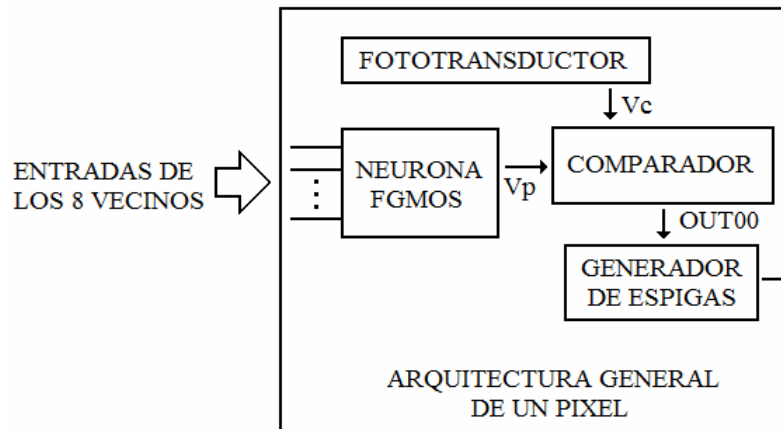 FOTOTRANSDUCTOR
Vc
ENTRADAS DE
LOS 8 VECINOS
NEURONA
FGMOS
Vp
COMPARADOR
OUT00
GENERADOR
DE ESPIGAS
ARQUITECTURA GENERAL
DE UN PIXEL